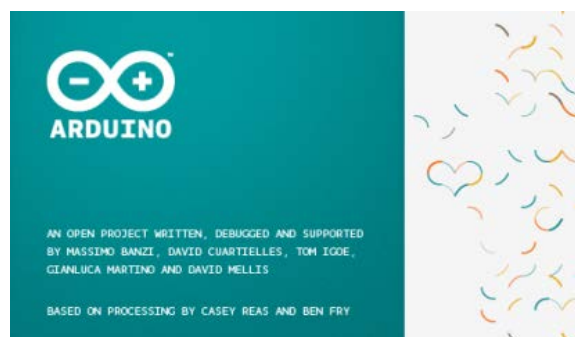 ARDUINO
AN OPEN PROJECT WRITTEN, DEBUGGED AND SUPPORTED
BY MASSIMO BANZI, DAVID CUARTIELLES, TOM IGOE,
GIANLUCA MARTINO AND DAVID MELLIS
BASED ON PROCESSING BY CASEY REAS AND BEN FRY